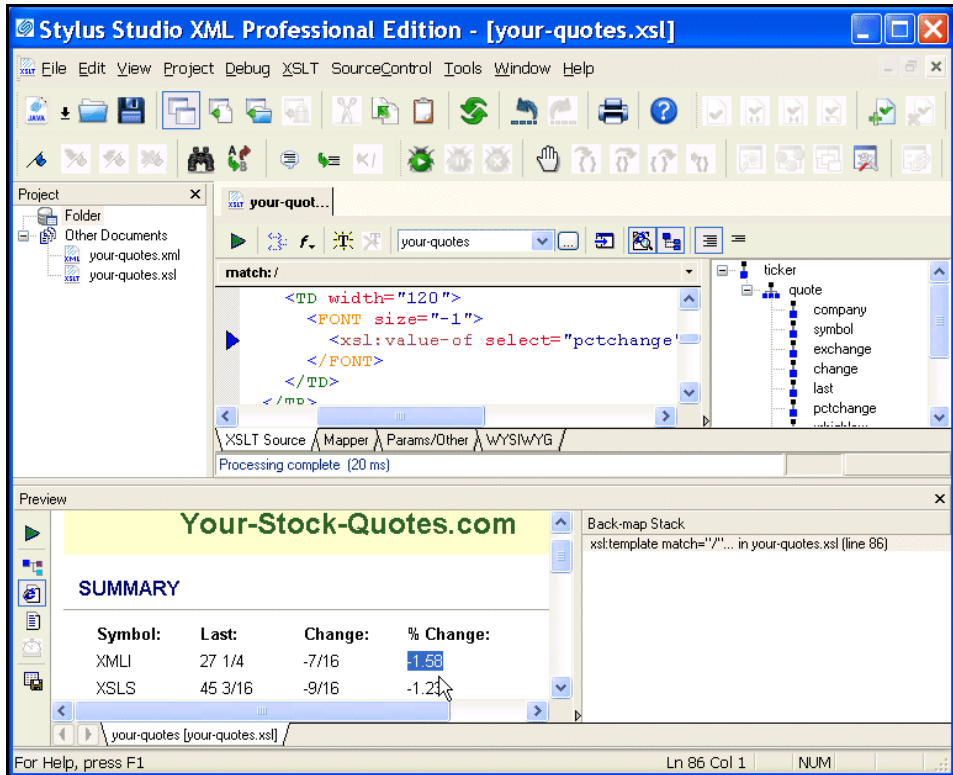 Stylus Studio XML Professional Edition - [your-quotes.xsl]
File Edit View Project Debug XSLT SourceControl Tools Window Help
JAVA
Project
Folder
Other Documents
your-quotes.xml
your-quotes.xsl
your-quot...
your-quotes
match:/
<TD width="120">
<FONT size="-1">
<xsl:value-of select="pctchange"
</FONT>
</TD>
</TR>
ticker
quote
company
symbol
exchange
change
last
pctchange
XSLT Source Mapper Params/Other WYSIWYG
Processing complete (20 ms)
Preview
Your-Stock-Quotes.com
SUMMARY
Symbol: Last: Change: % Change:
XMLI 27 1/4 -7/16 -1.58
XSLS 45 3/16 -9/16 -1.23
your-quotes [your-quotes.xsl]
Back-map Stack
xsl:template match="/"... in your-quotes.xsl (line 86)
For Help, press F1
Ln 86 Col 1 NUM